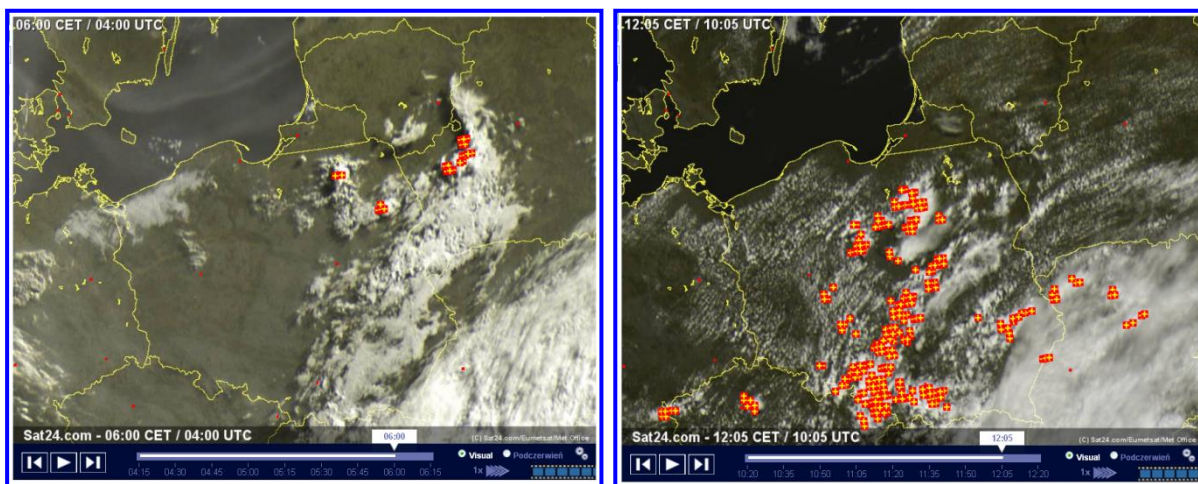 06:00 CET / 04:00 UTC
Sat24.com - 06:00 CET / 04:00 UTC
(C) Sat24.com/Eumetsat/Met Office
06:00
Visual
Podczerwień
04:15 04:30 04:45 05:00 05:15 05:30 05:45 06:00 06:15
1x
12:05 CET / 10:05 UTC
Sat24.com - 12:05 CET / 10:05 UTC
(C) Sat24.com/Eumetsat/Met Office
12:05
Visual
Podczerwień
10:20 10:35 10:50 11:05 11:20 11:35 11:50 12:05 12:20
1x